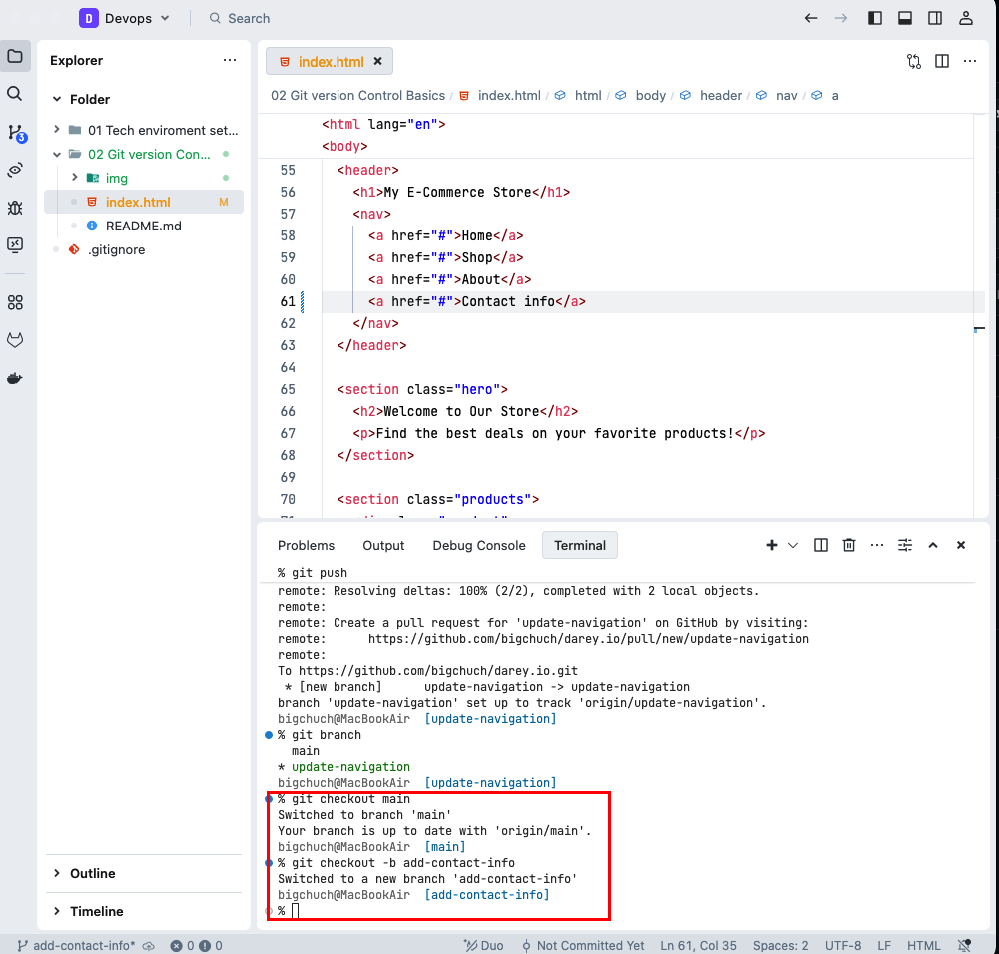 D Devops
Search
Explorer
Folder
01 Tech enviroment set...
02 Git version Con...
img
index.html M
README.md
.gitignore
Outline
Timeline
3
index.html
02 Git version Control Basics / index.html / html / body / header / nav / a
<html lang="en">
<body>
55 <header>
56 <h1>My E-Commerce Store</h1>
57 <nav>
58 <a href="#">Home</a>
59 <a href="#">Shop</a>
60 <a href="#">About</a>
61 <a href="#">Contact info</a>
62 </nav>
63 </header>
64
65 <section class="hero">
66 <h2>Welcome to Our Store</h2>
67 <p>Find the best deals on your favorite products!</p>
68 </section>
69
70 <section class="products">
Problems Output Debug Console Terminal
% git push
remote: Resolving deltas: 100% (2/2), completed with 2 local objects.
remote:
remote: Create a pull request for 'update-navigation' on GitHub by visiting:
remote: https://github.com/bigchuch/darey.io/pull/new/update-navigation
remote:
To https://github.com/bigchuch/darey.io.git
* [new branch] update-navigation -> update-navigation
branch 'update-navigation' set up to track 'origin/update-navigation'.
bigchuch@MacBookAir [update-navigation]
% git branch
main
* update-navigation
bigchuch@MacBookAir [update-navigation]
% git checkout main
Switched to branch 'main'
Your branch is up to date with 'origin/main'.
bigchuch@MacBookAir [main]
% git checkout -b add-contact-info
Switched to a new branch 'add-contact-info'
bigchuch@MacBookAir [add-contact-info]
%
add-contact-info* 0 0 Duo Not Committed Yet Ln 61, Col 35 Spaces: 2 UTF-8 LF HTML